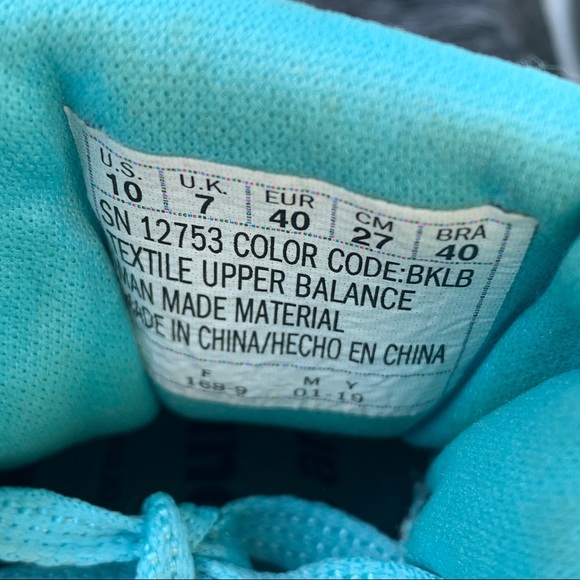 U.S. U.K. EUR CM BRA
10 7 40 27 40
SN 12753 COLOR CODE:BKLB
TEXTILE UPPER BALANCE
MAN MADE MATERIAL
MADE IN CHINA/HECHO EN CHINA
F M Y
168-9 01-19